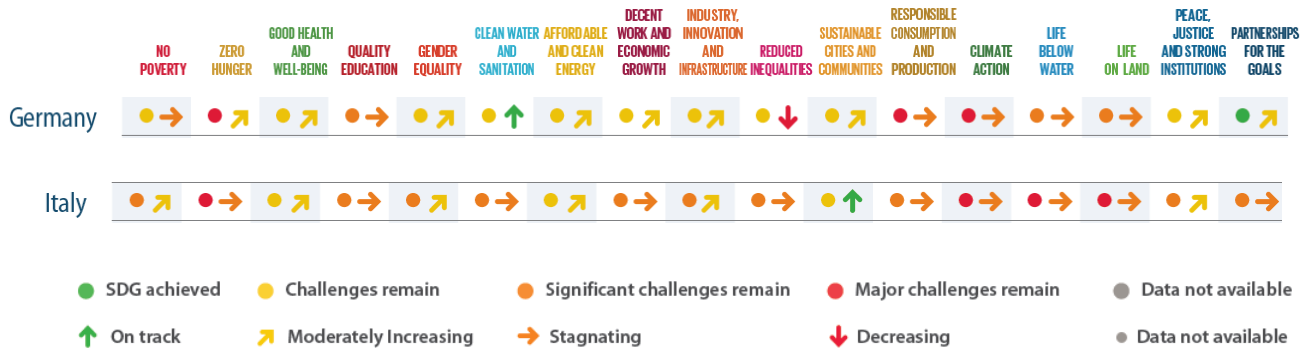 NO
POVERTY
ZERO
HUNGER
GOOD HEALTH
AND
WELL-BEING
QUALITY
EDUCATION
GENDER
EQUALITY
CLEAN WATER
AND
SANITATION
AFFORDABLE
AND CLEAN
ENERGY
DECENT
WORK AND
ECONOMIC
GROWTH
INDUSTRY,
INNOVATION
AND
INFRASTRUCTURE
REDUCED
INEQUALITIES
SUSTAINABLE
CITIES AND
COMMUNITIES
RESPONSIBLE
CONSUMPTION
AND
PRODUCTION
CLIMATE
ACTION
LIFE
BELOW
WATER
LIFE
ON LAND
PEACE,
JUSTICE
AND STRONG
INSTITUTIONS
PARTNERSHIPS
FOR THE
GOALS
Germany
Italy
SDG achieved
Challenges remain
Significant challenges remain
Major challenges remain
Data not available
On track
Moderately Increasing
Stagnating
Decreasing
Data not available